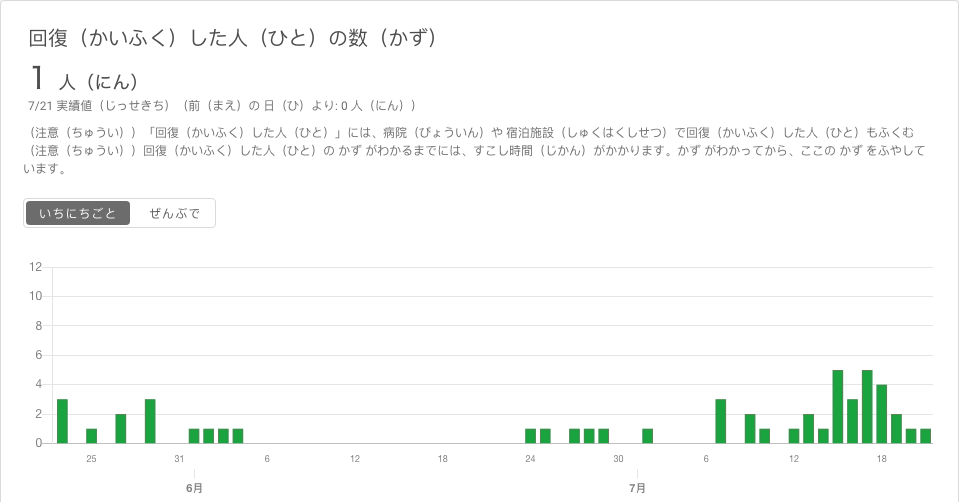 回復（かいふく）した人（ひと）の数（かず）
1 人（にん）
7/21 実績値（じっせきち）（前（まえ）の 日（ひ）より: 0 人（にん））
（注意（ちゅうい））「回復（かいふく）した人（ひと）」には、病院（びょういん）や 宿泊施設（しゅくはくしせつ）で回復（かいふく）した人（ひと）もふくむ
（注意（ちゅうい））回復（かいふく）した人（ひと）の かず がわかるまでには、すこし時間（じかん）がかかります。かず がわかってから、ここの かず をふやして
います。
いちにちごと ぜんぶで
12
10
8
6
4
2
0
25 31 6 12 18 24 30 6 12 18
6月 7月